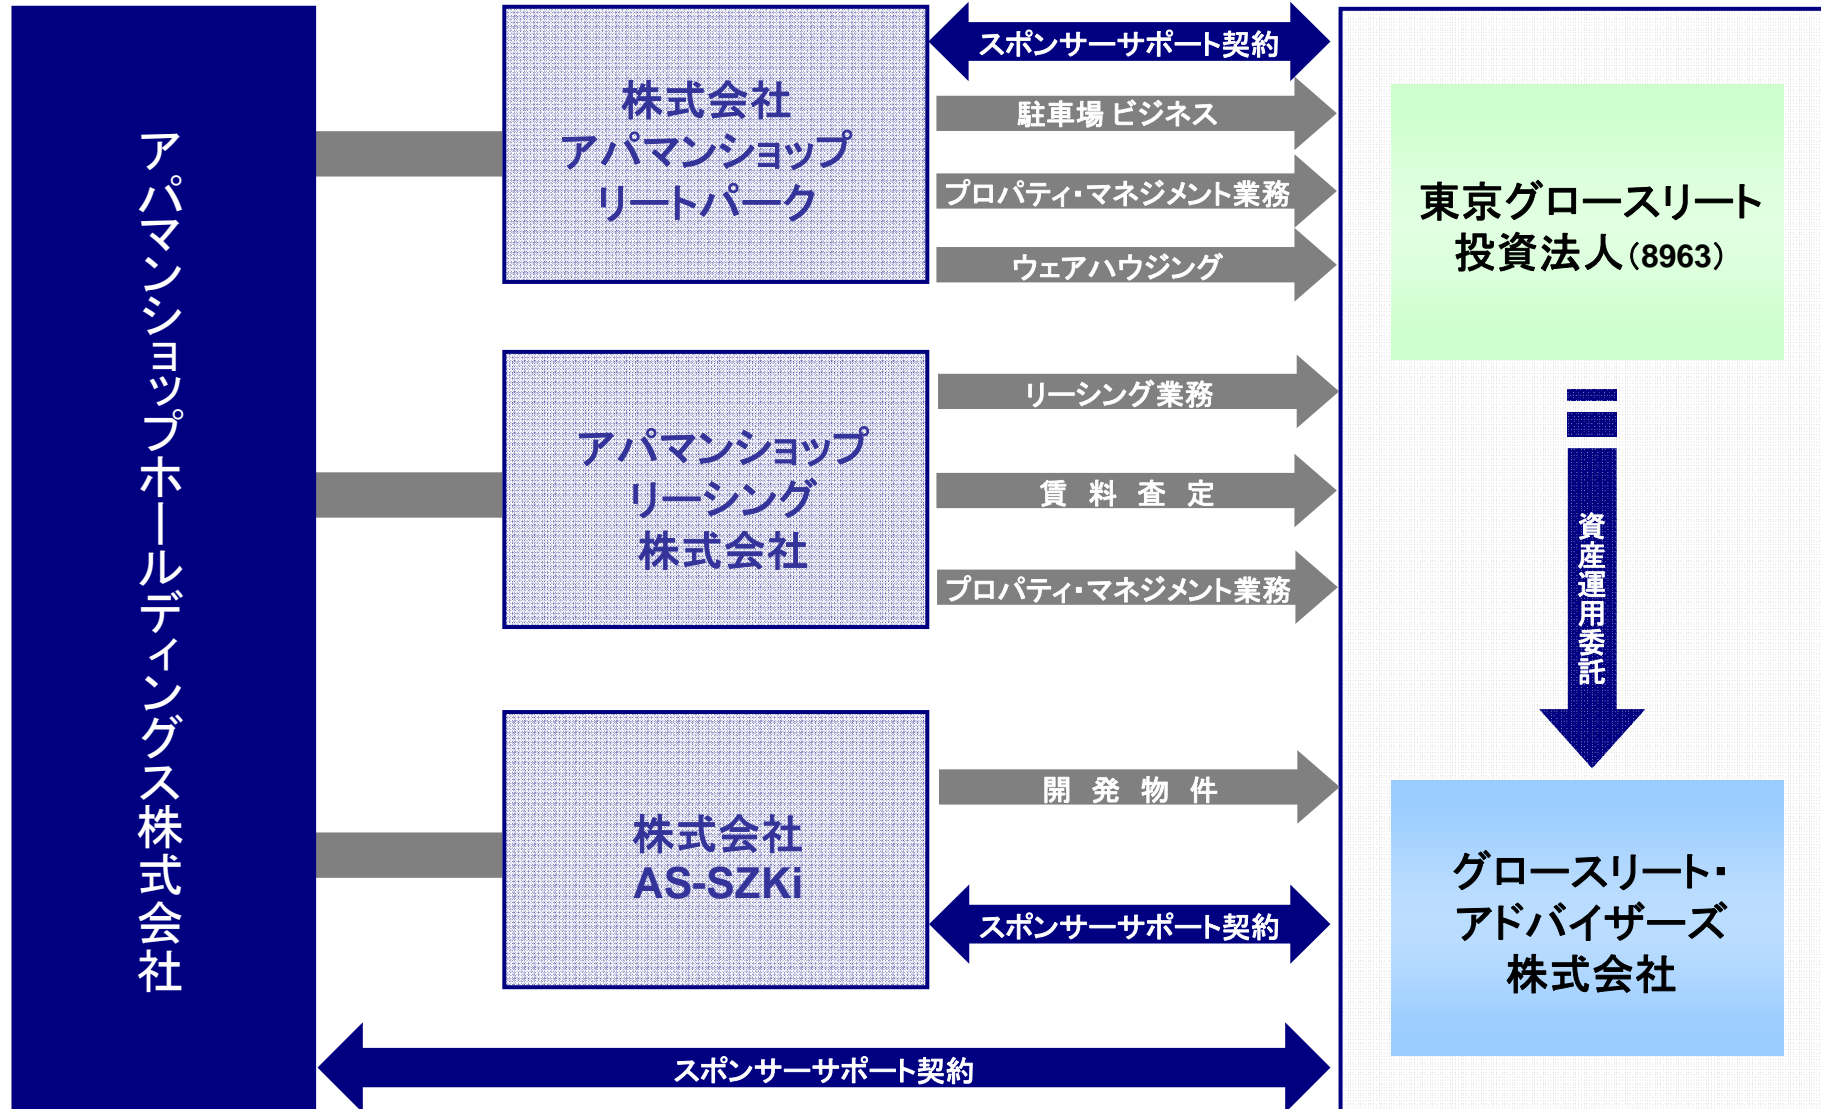 アパマンショップホールディングス株式会社
株式会社
アパマンショップ
リートパーク
スポンサーサポート契約
駐車場 ビジネス
プロパティ・マネジメント業務
ウェアハウジング
アパマンショップ
リーシング
株式会社
リーシング業務
賃 料 査 定
プロパティ・マネジメント業務
株式会社
AS-SZKi
開 発 物 件
スポンサーサポート契約
スポンサーサポート契約
東京グロースリート
投資法人(8963)
資産運用委託
グロースリート・
アドバイザーズ
株式会社